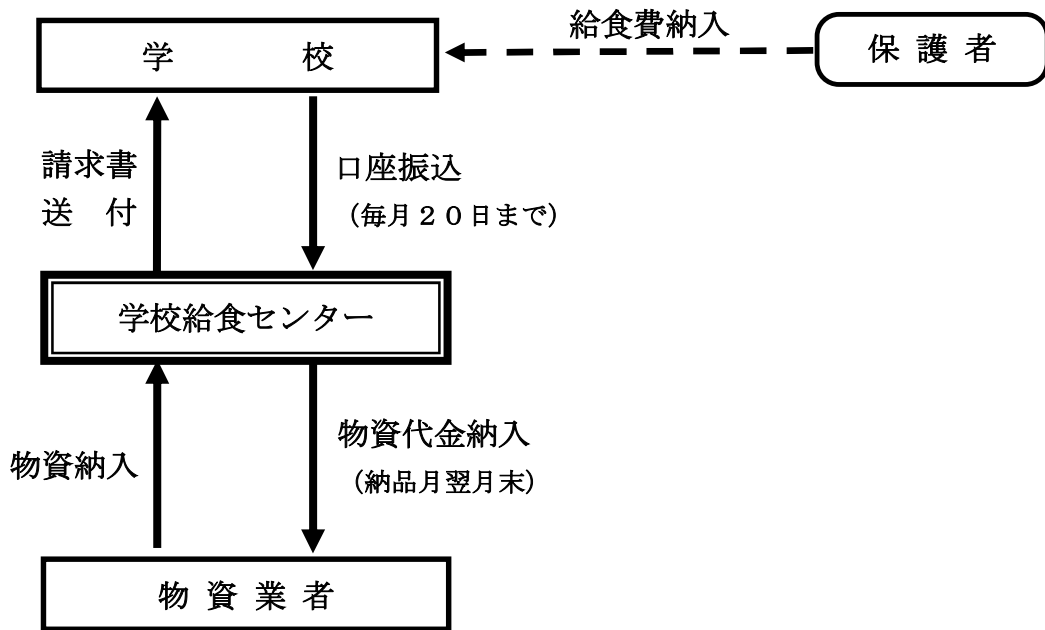 給食費納入
学校
保護者
請求書
送付
口座振込
（毎月２０日まで）
学校給食センター
物資納入
物資代金納入
（納品月翌月末）
物資業者